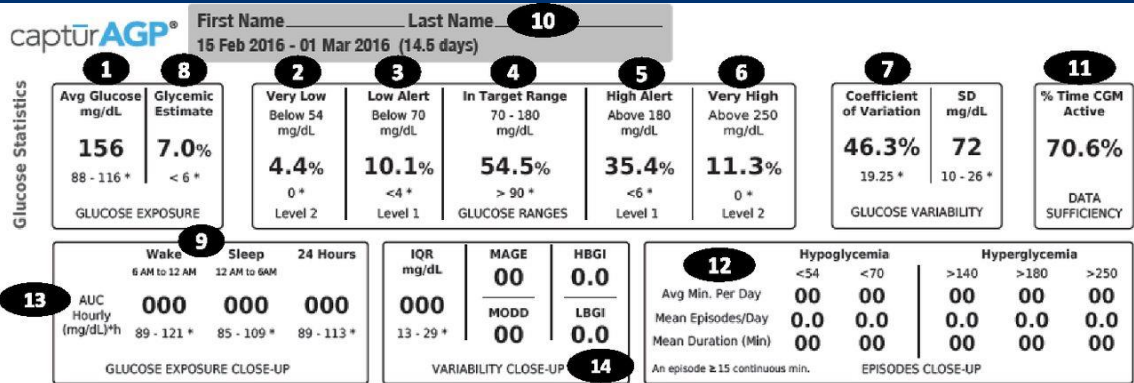 captūrAGP®
First Name Last Name 10
15 Feb 2016 - 01 Mar 2016 (14.5 days)
Glucose Statistics
1 8 2 3 4 5 6 7 11
Avg Glucose Glycemic Very Low Low Alert In Target Range High Alert Very High Coefficient SD % Time CGM
mg/dL Estimate Below 54 Below 70 70 - 180 Above 180 Above 250 of Variation mg/dL Active
mg/dL mg/dL mg/dL mg/dL mg/dL
156 7.0% 4.4% 10.1% 54.5% 35.4% 11.3% 46.3% 72 70.6%
88 - 116 * < 6 * 0 * <4 * > 90 * <6 * 0 * 19.25 * 10 - 26 *
GLUCOSE EXPOSURE Level 2 Level 1 GLUCOSE RANGES Level 1 Level 2 GLUCOSE VARIABILITY DATA
SUFFICIENCY
9
Wake Sleep 24 Hours
6 AM to 12 AM 12 AM to 6AM
13 AUC
Hourly
(mg/dL)*h
000 000 000
89 - 121 * 85 - 109 * 89 - 113 *
GLUCOSE EXPOSURE CLOSE-UP
IQR MAGE HBGI
mg/dL 00 0.0
000 MODD LBGI
13 - 29 * 00 0.0
VARIABILITY CLOSE-UP 14
12 Hypoglycemia Hyperglycemia
<54 <70 >140 >180 >250
Avg Min. Per Day 00 00 00 00 00
Mean Episodes/Day 0.0 0.0 0.0 0.0 0.0
Mean Duration (Min) 00 00 00 00 00
An episode ≥ 15 continuous min. EPISODES CLOSE-UP